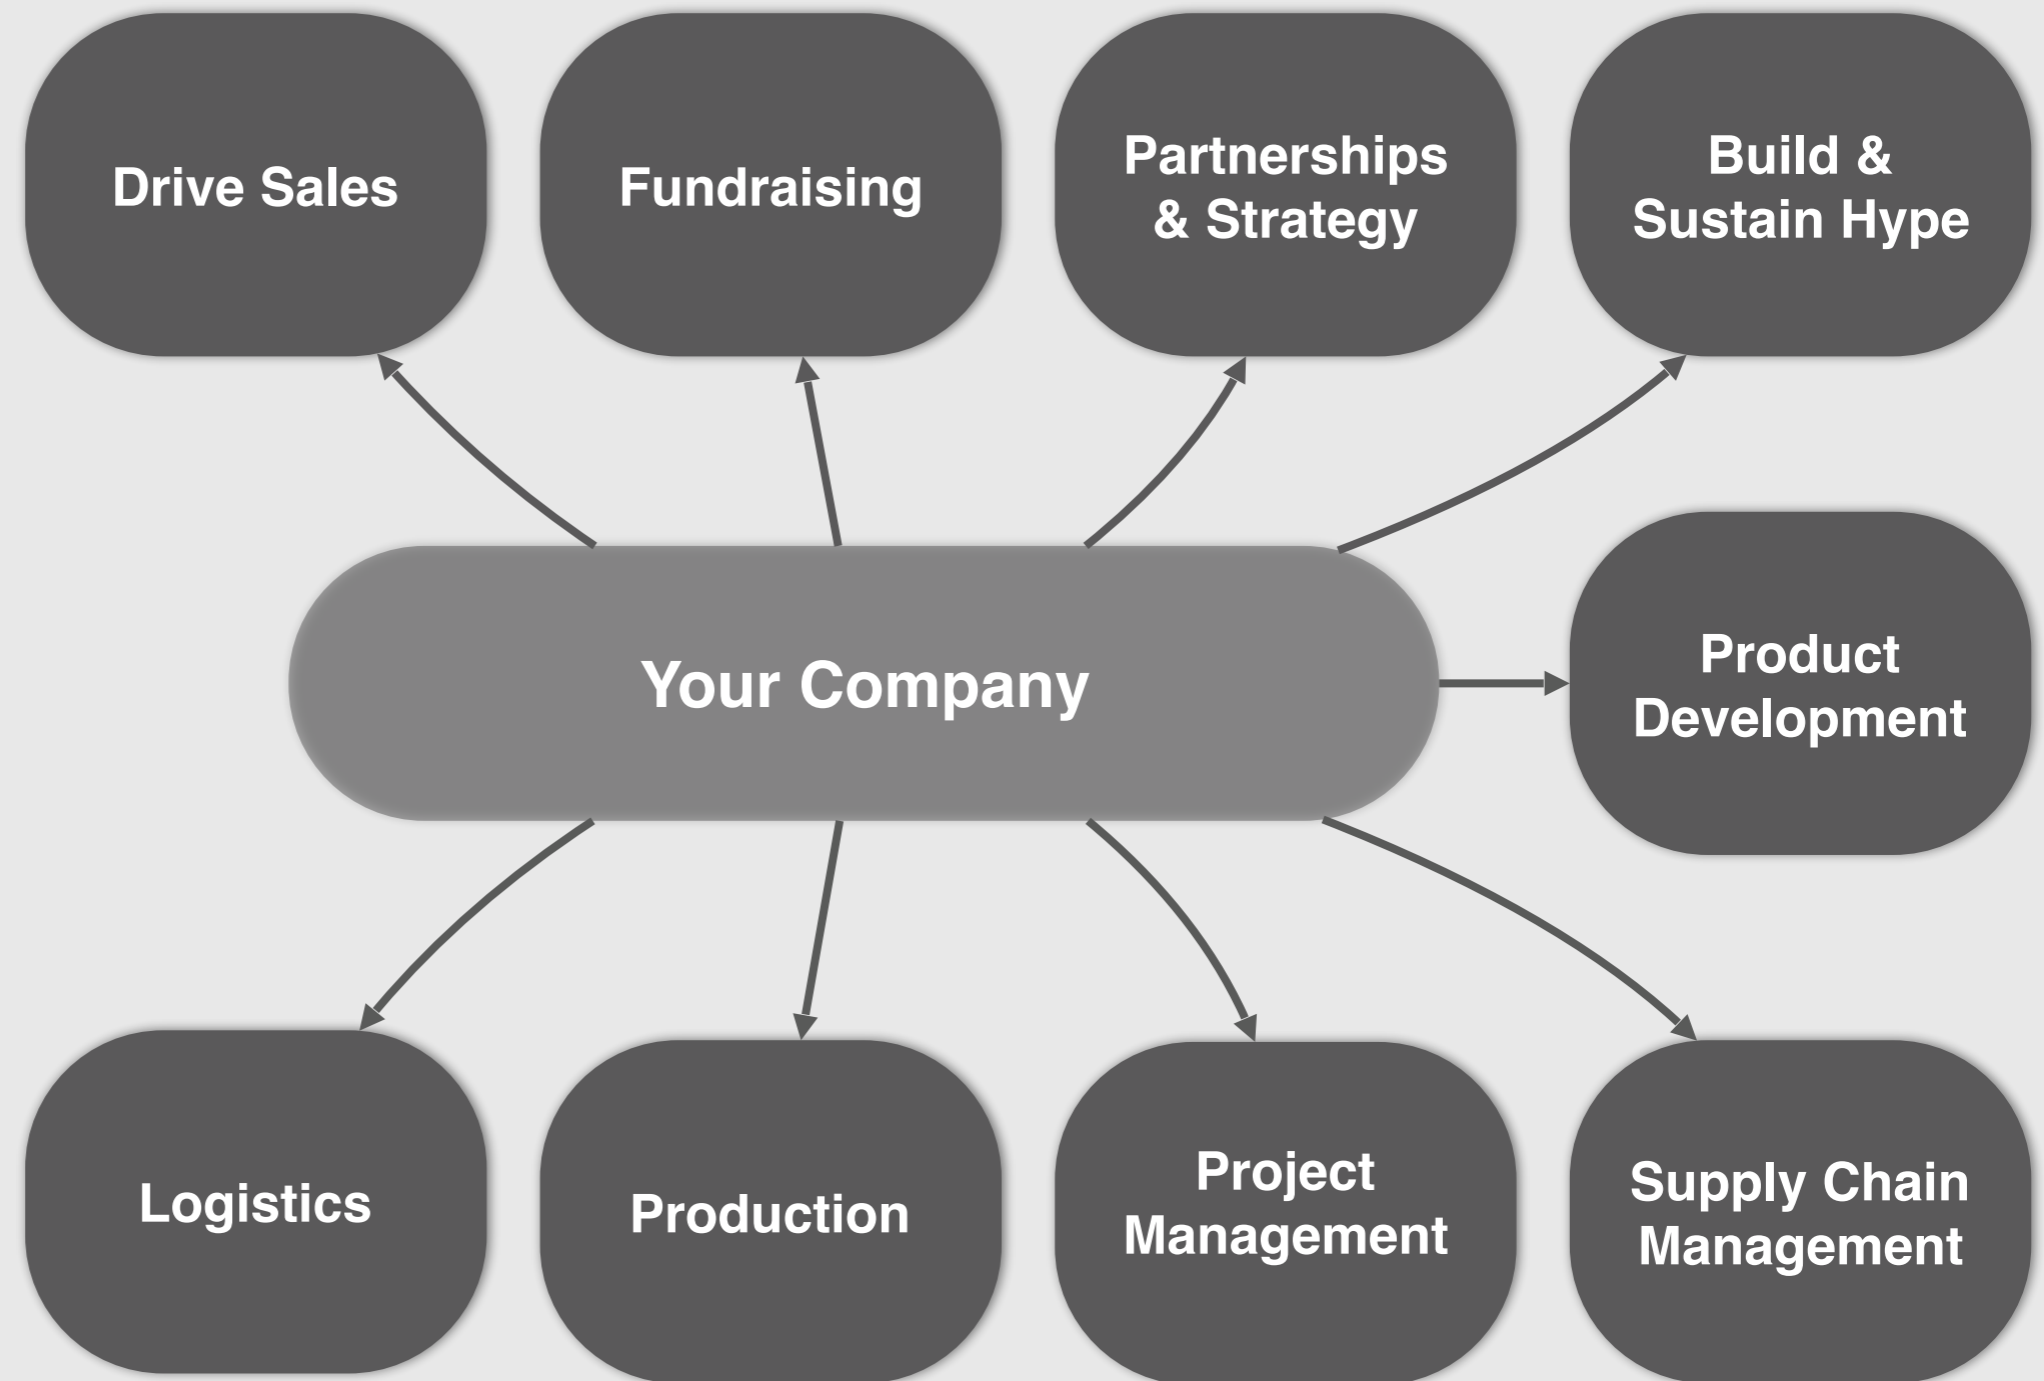 Drive Sales
Fundraising
Partnerships
& Strategy
Build &
Sustain Hype
Your Company
Product
Development
Logistics
Production
Project
Management
Supply Chain
Management